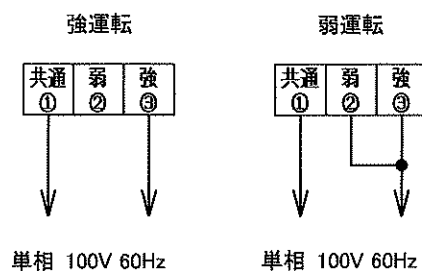 強運転
共通 弱 強
① ② ③
単相 100V 60Hz
弱運転
共通 弱 強
① ② ③
単相 100V 60Hz